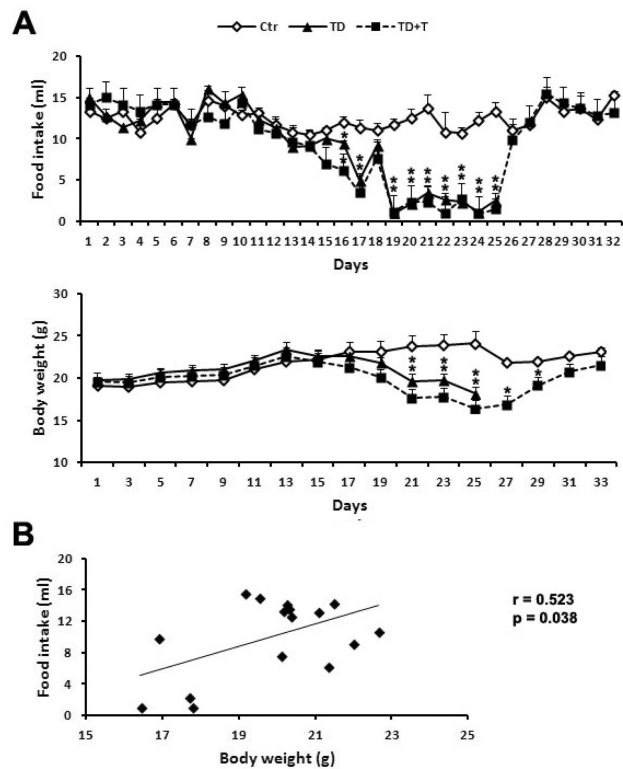 A
Ctr TD TD+T
Food intake (ml)
20
15
10
5
0
* * * * * * * * * * * * * * * * * *
1 2 3 4 5 6 7 8 9 10 11 12 13 14 15 16 17 18 19 20 21 22 23 24 25 26 27 28 29 30 31 32
Days
Body weight (g)
30
25
20
15
10
* * * * * * * *
1 3 5 7 9 11 13 15 17 19 21 23 25 27 29 31 33
Days
B
Food intake (ml)
20
16
12
8
4
0
15 17 19 21 23 25
Body weight (g)
r = 0.523
p = 0.038